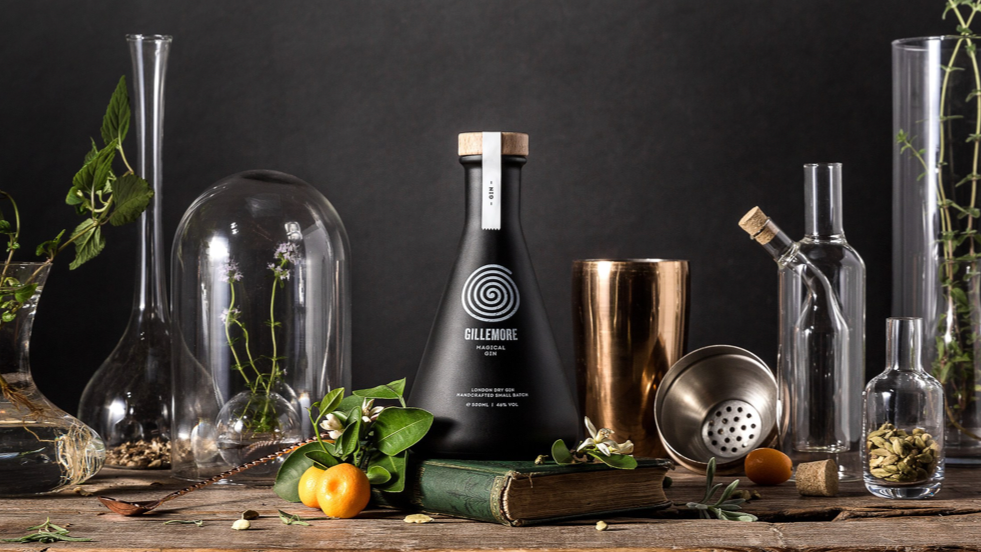 - GIN -
GILLEMORE
MAGICAL
GIN
LONDON DRY GIN
HANDCRAFTED SMALL BATCH
℮ 500ML | 46% VOL